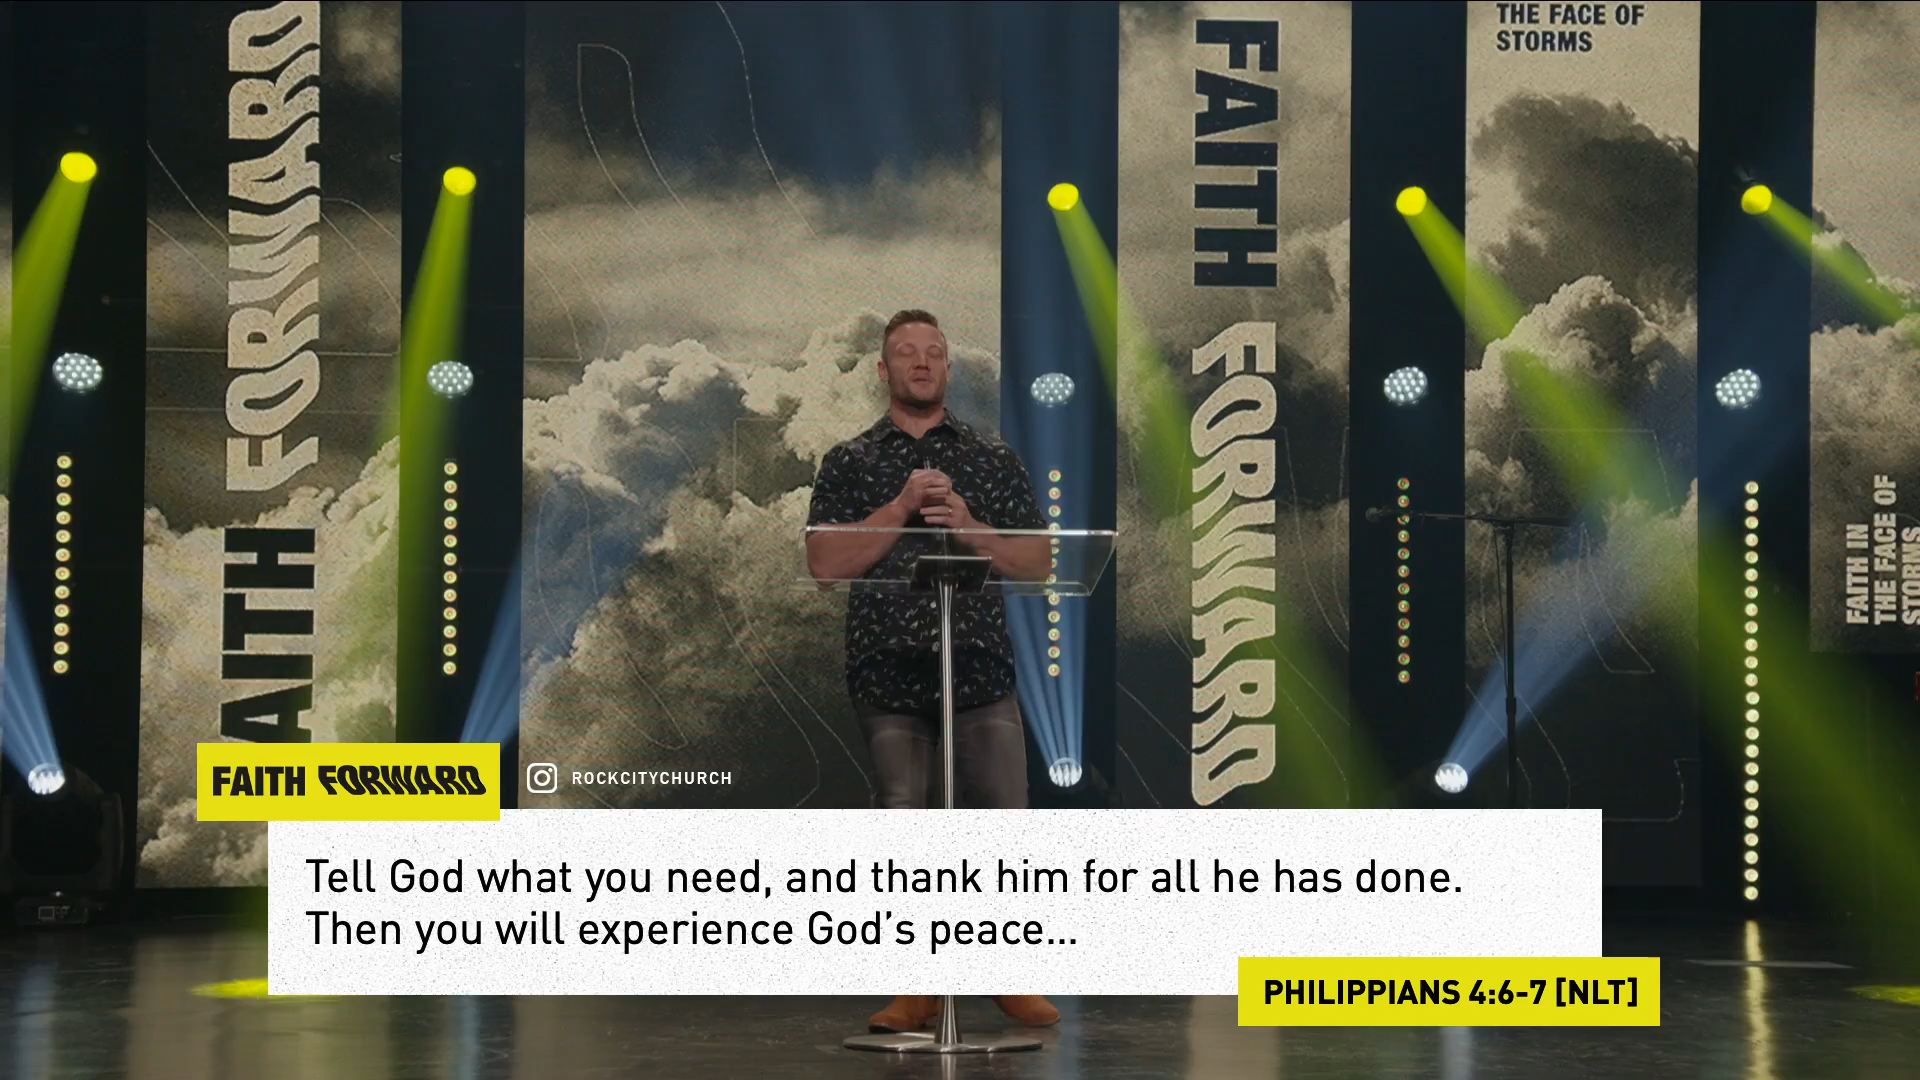 FAITH FORWARD
FAITH FORWARD
THE FACE OF
STORMS
FAITH IN
THE FACE OF
STORMS
FAITH FORWARD
ROCKCITYCHURCH
Tell God what you need, and thank him for all he has done.
Then you will experience God’s peace...
PHILIPPIANS 4:6-7 [NLT]